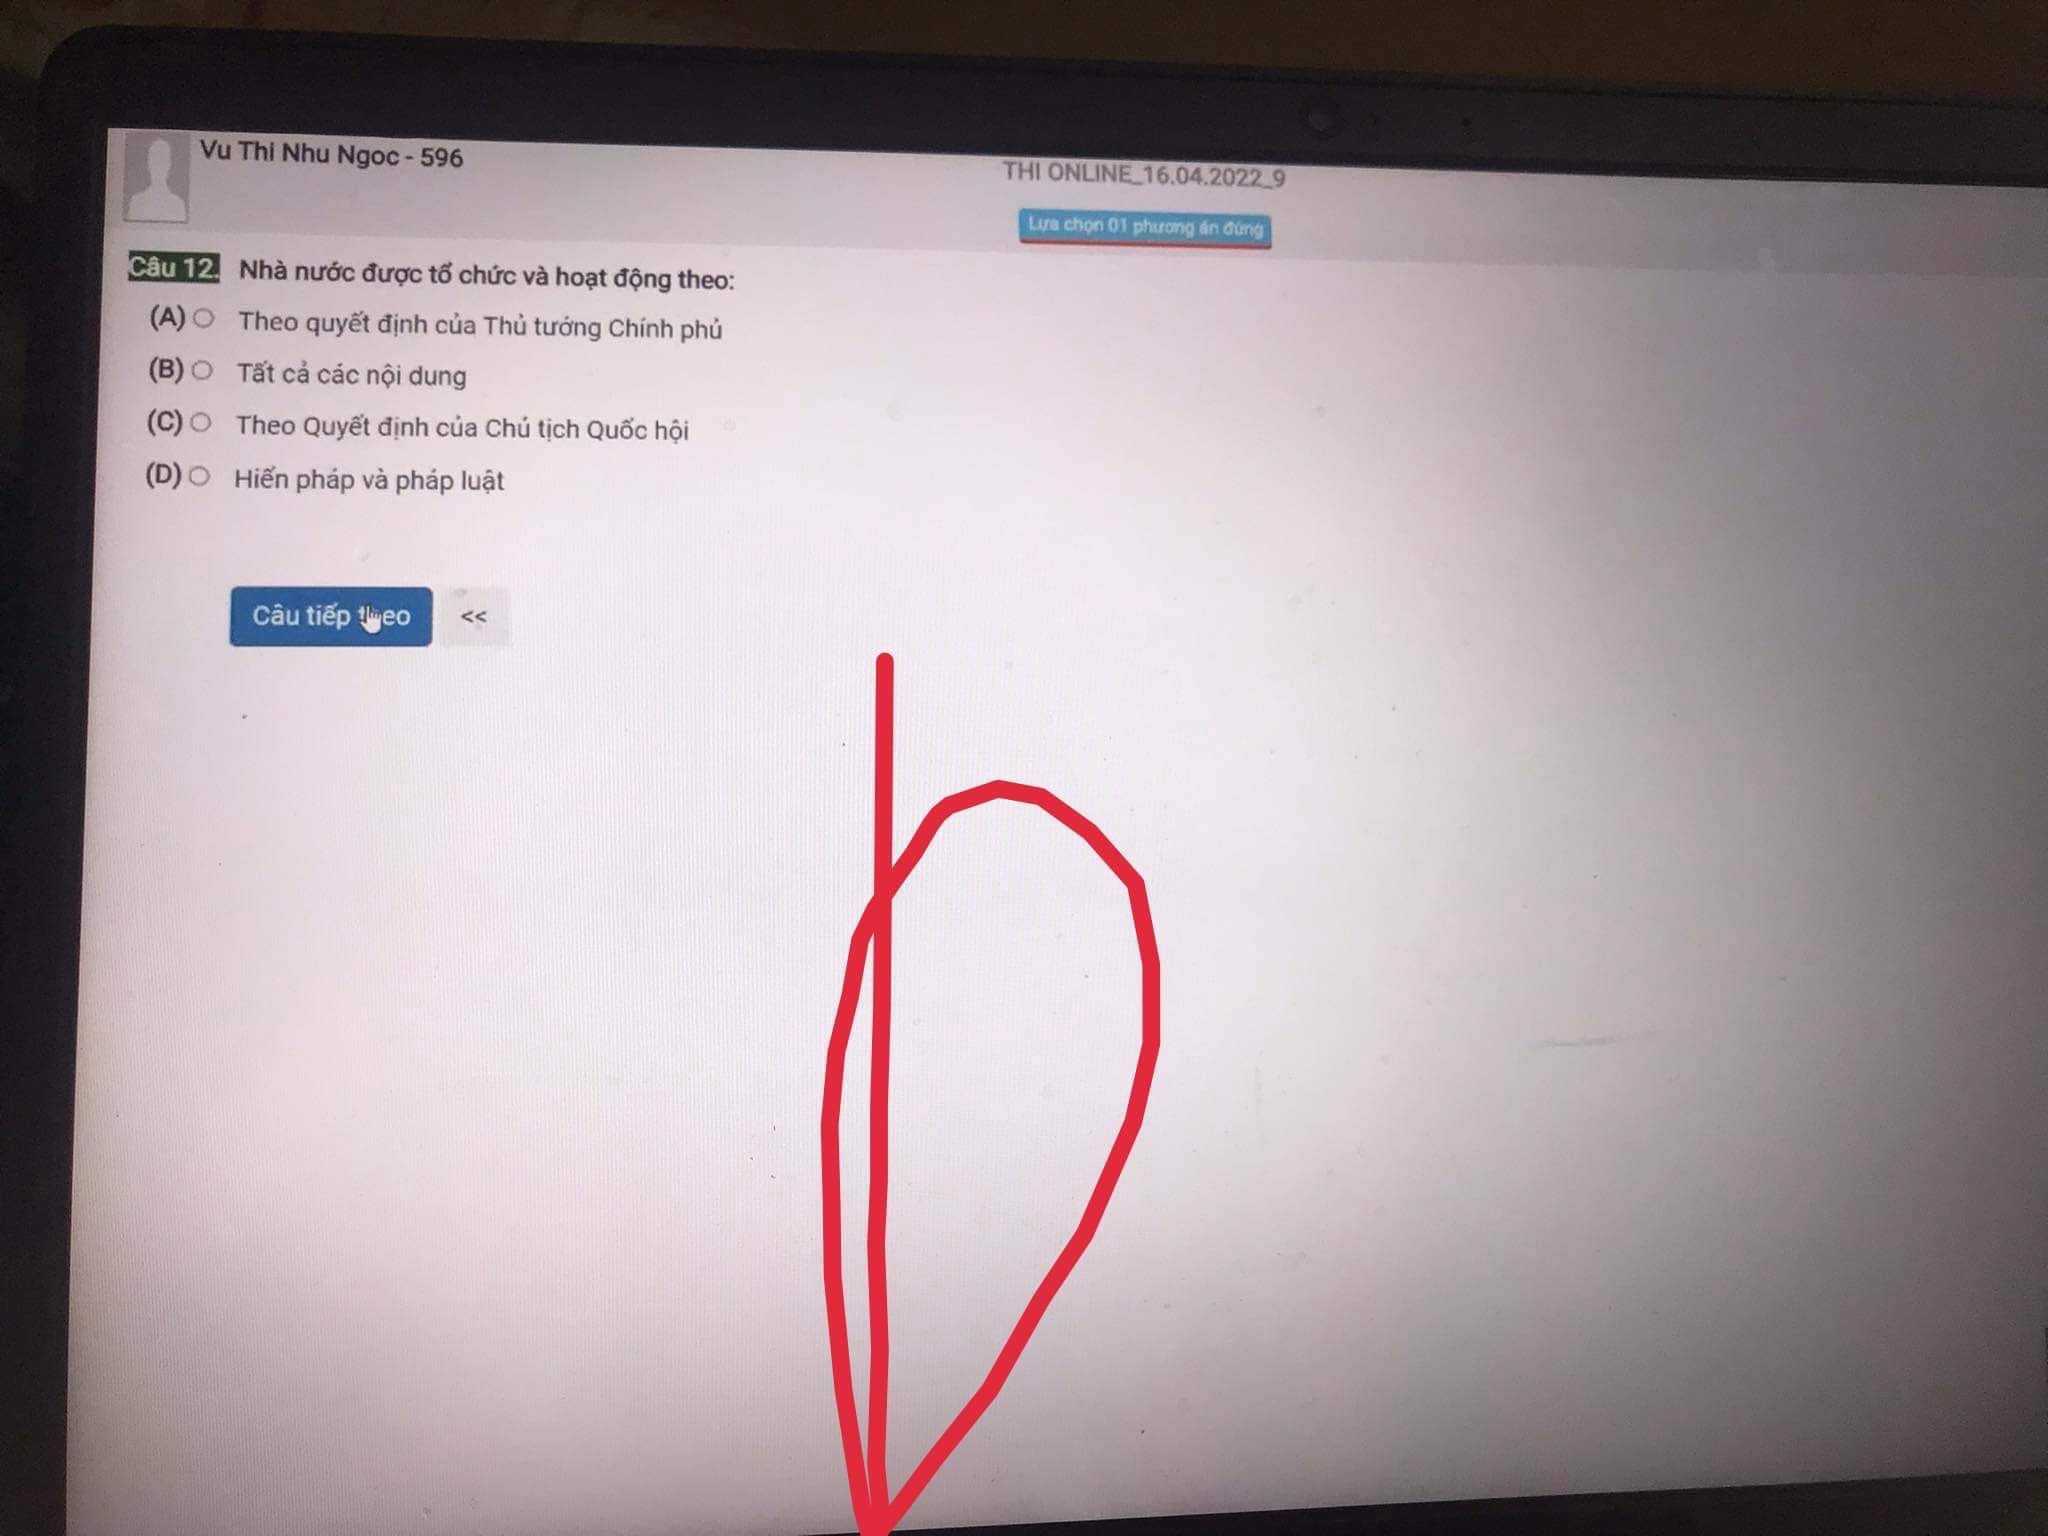 Vu Thi Nhu Ngoc - 596
THI ONLINE_16.04.2022_9
Lựa chọn 01 phương án đúng
Câu 12. Nhà nước được tổ chức và hoạt động theo:
(A) Theo quyết định của Thủ tướng Chính phủ
(B) Tất cả các nội dung
(C) Theo Quyết định của Chủ tịch Quốc hội
(D) Hiến pháp và pháp luật
Câu tiếp theo <<